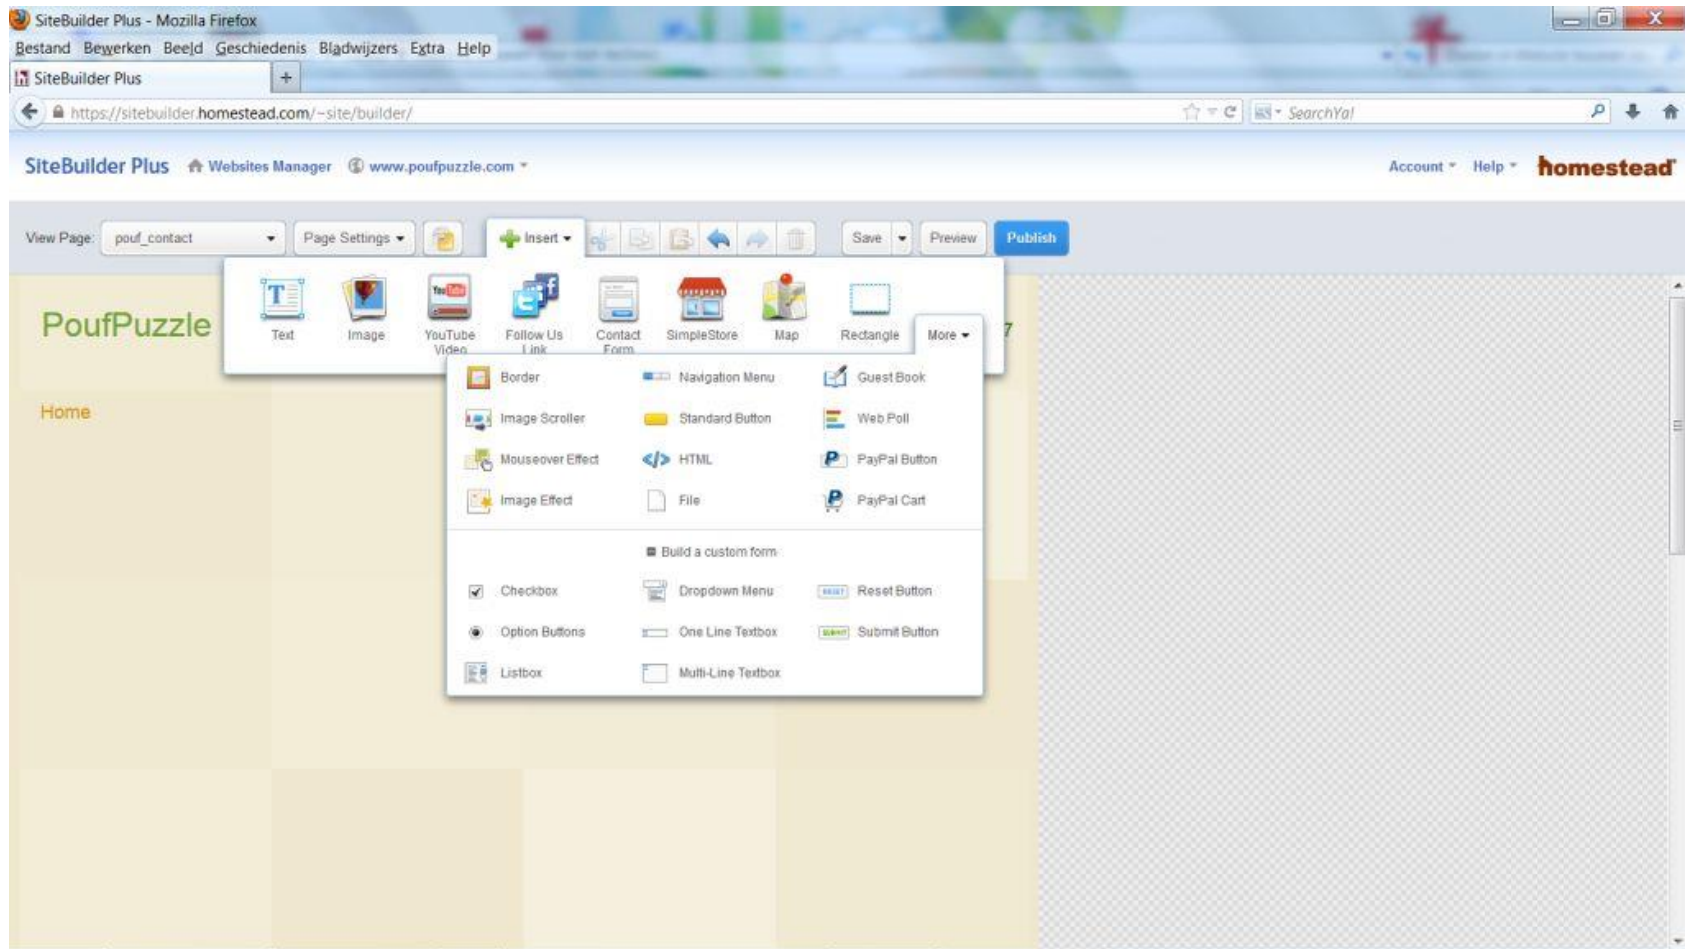 SiteBuilder Plus - Mozilla Firefox
Bestand Bewerken Beeld Geschiedenis Bladwijzers Extra Help
SiteBuilder Plus +
https://sitebuilder.homestead.com/~site/builder/ SearchYa!
SiteBuilder Plus Websites Manager www.poufpuzzle.com Account Help homestead
View Page: pouf_contact Page Settings Insert Save Preview Publish
Text Image YouTube Video Follow Us Link Contact Form SimpleStore Map Rectangle More
PoufPuzzle 7
Border Navigation Menu Guest Book
Home
Image Scroller Standard Button Web Poll
Mouseover Effect </> HTML PayPal Button
Image Effect File PayPal Cart
Build a custom form
Checkbox Dropdown Menu RESET Reset Button
Option Buttons One Line Textbox SUBMIT Submit Button
Listbox Multi-Line Textbox